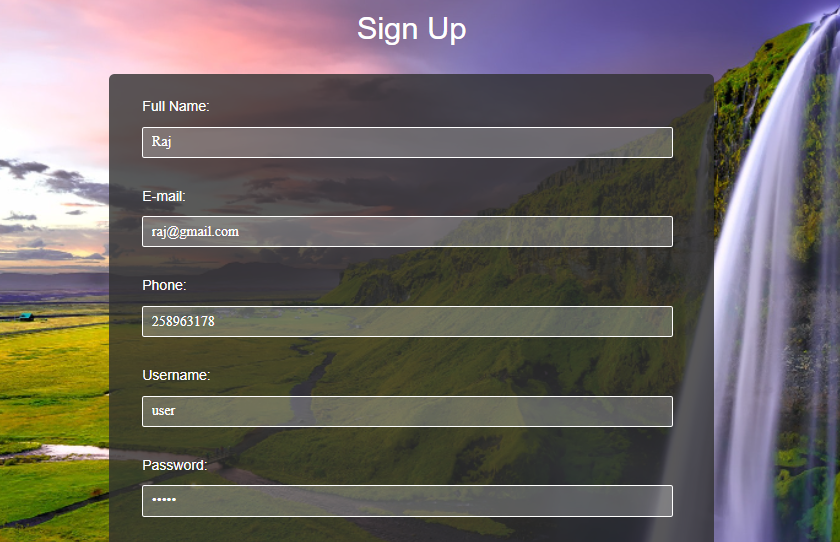 Sign Up
Full Name:
Raj
E-mail:
raj@gmail.com
Phone:
258963178
Username:
user
Password:
•••••